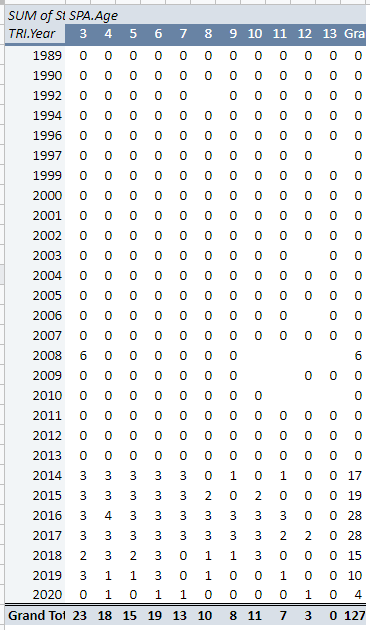 SUM of St SPA.Age
TRI.Year 3 4 5 6 7 8 9 10 11 12 13 Gra
1989 0 0 0 0 0 0 0 0 0 0 0 0
1990 0 0 0 0 0 0 0 0 0 0 0 0
1992 0 0 0 0 0 0 0 0 0 0 0
1994 0 0 0 0 0 0 0 0 0 0 0 0
1996 0 0 0 0 0 0 0 0 0 0 0 0
1997 0 0 0 0 0 0 0 0 0 0 0
1999 0 0 0 0 0 0 0 0 0 0 0 0
2000 0 0 0 0 0 0 0 0 0 0 0 0
2001 0 0 0 0 0 0 0 0 0 0 0 0
2002 0 0 0 0 0 0 0 0 0 0 0 0
2003 0 0 0 0 0 0 0 0 0 0 0
2004 0 0 0 0 0 0 0 0 0 0 0 0
2005 0 0 0 0 0 0 0 0 0 0 0 0
2006 0 0 0 0 0 0 0 0 0 0 0
2007 0 0 0 0 0 0 0 0 0 0 0 0
2008 6 0 0 0 0 0 0 6
2009 0 0 0 0 0 0 0 0 0 0
2010 0 0 0 0 0 0 0 0 0
2011 0 0 0 0 0 0 0 0 0 0 0 0
2012 0 0 0 0 0 0 0 0 0 0 0 0
2013 0 0 0 0 0 0 0 0 0 0 0 0
2014 3 3 3 3 3 0 1 0 1 0 0 17
2015 3 3 3 3 3 2 0 2 0 0 0 19
2016 3 4 3 3 3 3 3 3 3 0 0 28
2017 3 3 3 3 3 3 3 3 2 2 0 28
2018 2 3 2 3 0 1 1 3 0 0 0 15
2019 3 1 1 3 0 1 0 0 1 0 0 10
2020 0 1 0 1 1 0 0 0 0 1 0 4
Grand Tot 23 18 15 19 13 10 8 11 7 3 0 127